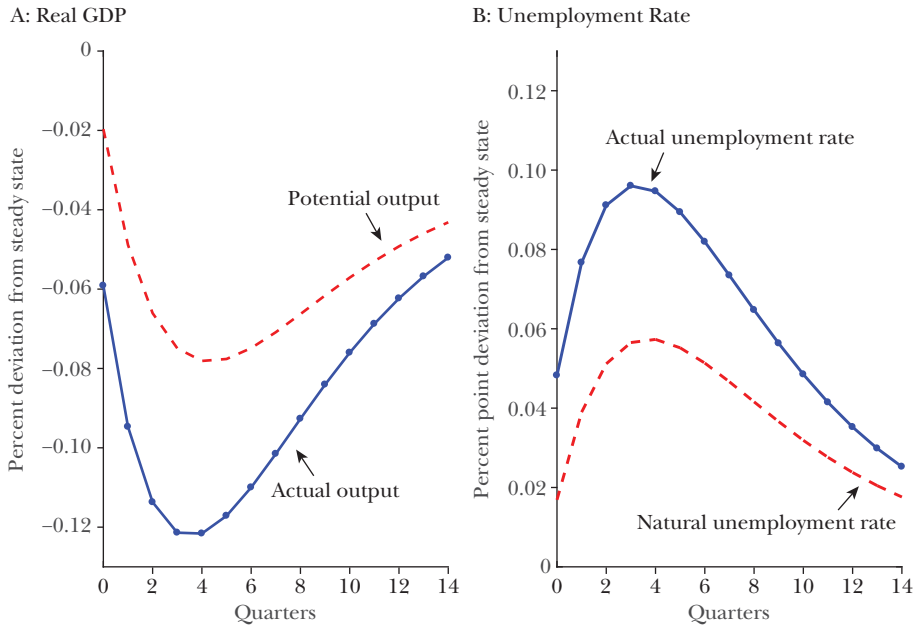 A: Real GDP
Percent deviation from steady state
0
−0.02
−0.04
−0.06
−0.08
−0.10
−0.12
Potential output
Actual output
0 2 4 6 8 10 12 14
Quarters
B: Unemployment Rate
Percent point deviation from steady state
0.12
0.10
0.08
0.06
0.04
0.02
0
Actual unemployment rate
Natural unemployment rate
0 2 4 6 8 10 12 14
Quarters